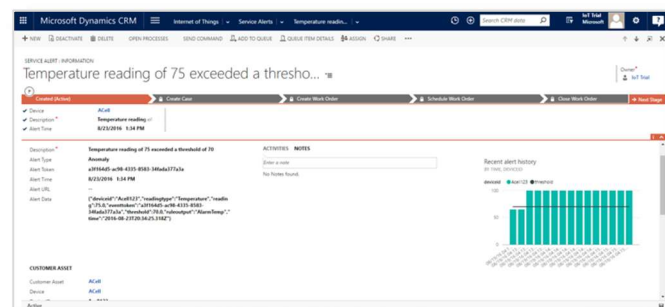 Microsoft Dynamics CRM
Internet of Things
Service Alerts
Temperature readin...
Search CRM data
IoT Trial
Microsoft
?
+ NEW
DEACTIVATE
DELETE
OPEN PROCESSES
SEND COMMAND
ADD TO QUEUE
QUEUE ITEM DETAILS
ASSIGN
SHARE
...
SERVICE ALERT : INFORMATION
Temperature reading of 75 exceeded a thresho...
Owner*
IoT Trial
Created (Active)
Create Case
Create Work Order
Schedule Work Order
Close Work Order
Next Stage
Device
ACell
Description *
Temperature reading of
Alert Time
8/23/2016 1:34 PM
Description *
Temperature reading of 75 exceeded a threshold of 70
Alert Type
Anomaly
Alert Token
Alert Time
8/23/2016 1:34 PM
Alert URL
--
Alert Data
ACTIVITIES NOTES
Enter a note
No Notes found.
Recent alert history
BY TIME, DEVICEID
deviceid
threshold
100
50
0
CUSTOMER ASSET
Customer Asset
ACell
Device
ACell
Active